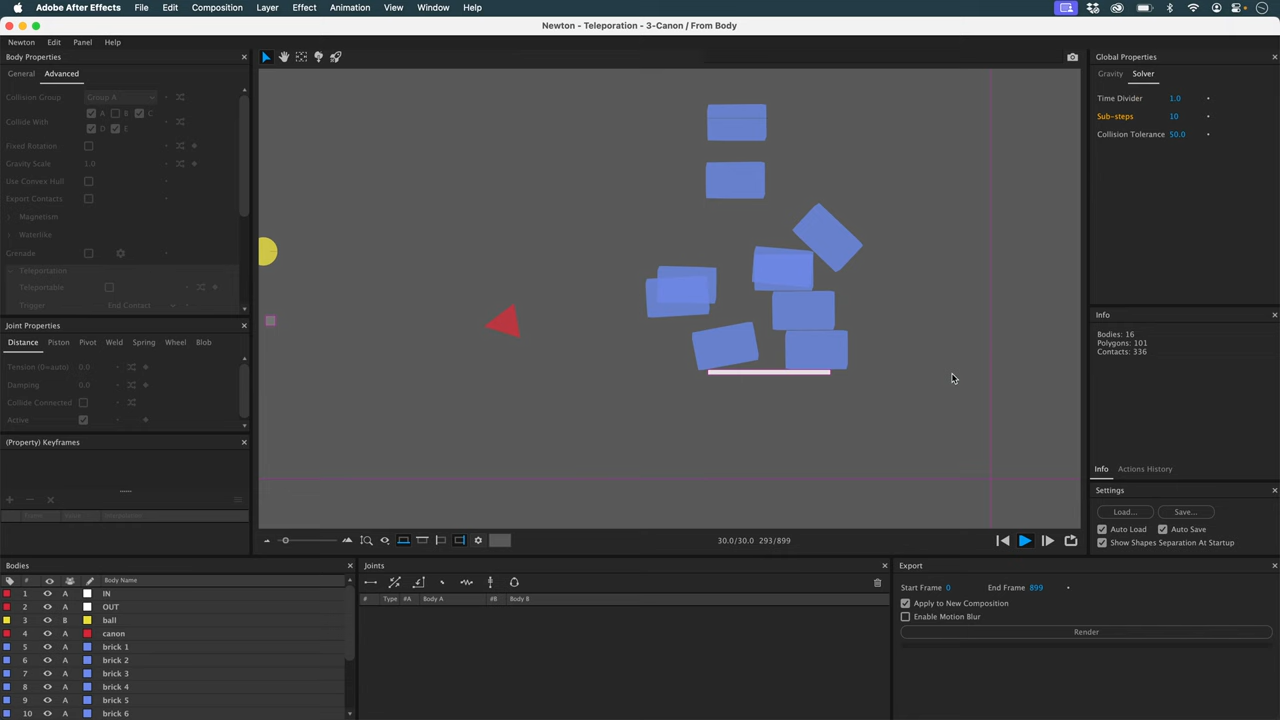 Adobe After Effects File Edit Composition Layer Effect Animation View Window Help
Newton - Teleporation - 3-Canon / From Body
Newton Edit Panel Help
Body Properties
General Advanced
Collision Group Group A
Collide With A B C
D E
Fixed Rotation
Gravity Scale 1.0
Use Convex Hull
Export Contacts
Magnetism
Waterlike
Grenade
Teleportation
Teleportable
Trigger End Contact
Joint Properties
Distance Piston Pivot Weld Spring Wheel Blob
Tension (0=auto) 0.0
Damping 0.0
Collide Connected
Active
(Property) Keyframes
Frame Value Interpolation
30.0/30.0 293/899
Global Properties
Gravity Solver
Time Divider 1.0
Sub-steps 10
Collision Tolerance 50.0
Info
Bodies: 16
Polygons: 101
Contacts: 336
Info Actions History
Settings
Load... Save...
Auto Load Auto Save
Show Shapes Separation At Startup
Bodies
# Body Name
1 A IN
2 A OUT
3 B ball
4 A canon
5 A brick 1
6 A brick 2
7 A brick 3
8 A brick 4
9 A brick 5
10 A brick 6
Joints
# Type #A Body A #B Body B
Export
Start Frame 0 End Frame 899
Apply to New Composition
Enable Motion Blur
Render